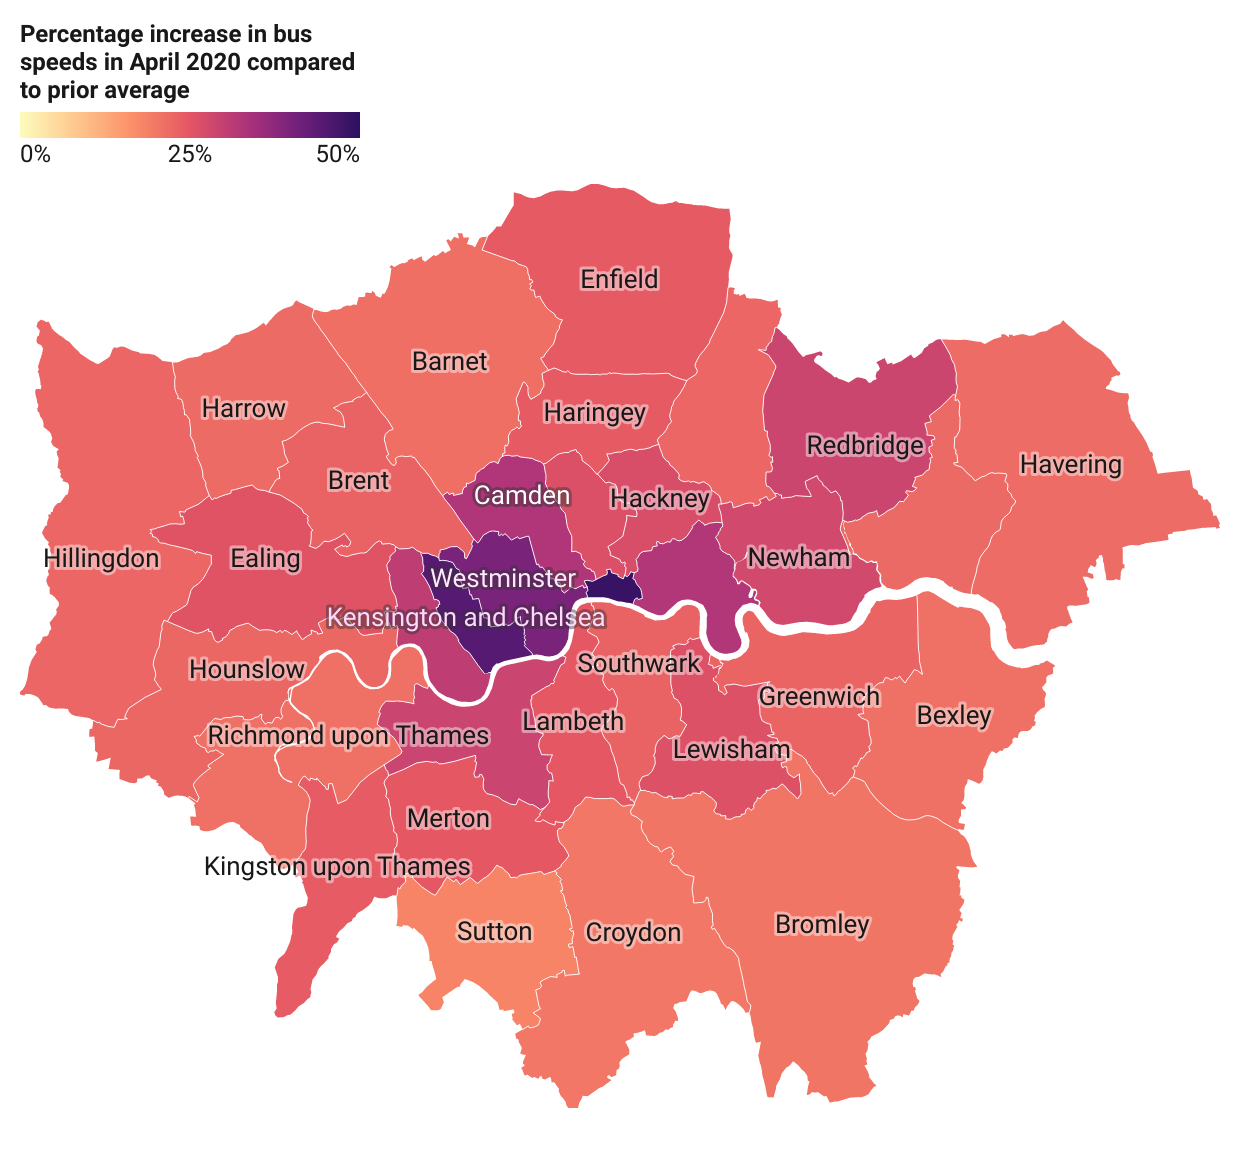 Percentage increase in bus
speeds in April 2020 compared
to prior average
0% 25% 50%
Enfield
Barnet
Harrow
Haringey
Redbridge
Havering
Brent
Camden
Hackney
Hillingdon
Ealing
Westminster
Newham
Kensington and Chelsea
Hounslow
Southwark
Greenwich
Richmond upon Thames
Lambeth
Bexley
Lewisham
Merton
Kingston upon Thames
Sutton
Croydon
Bromley